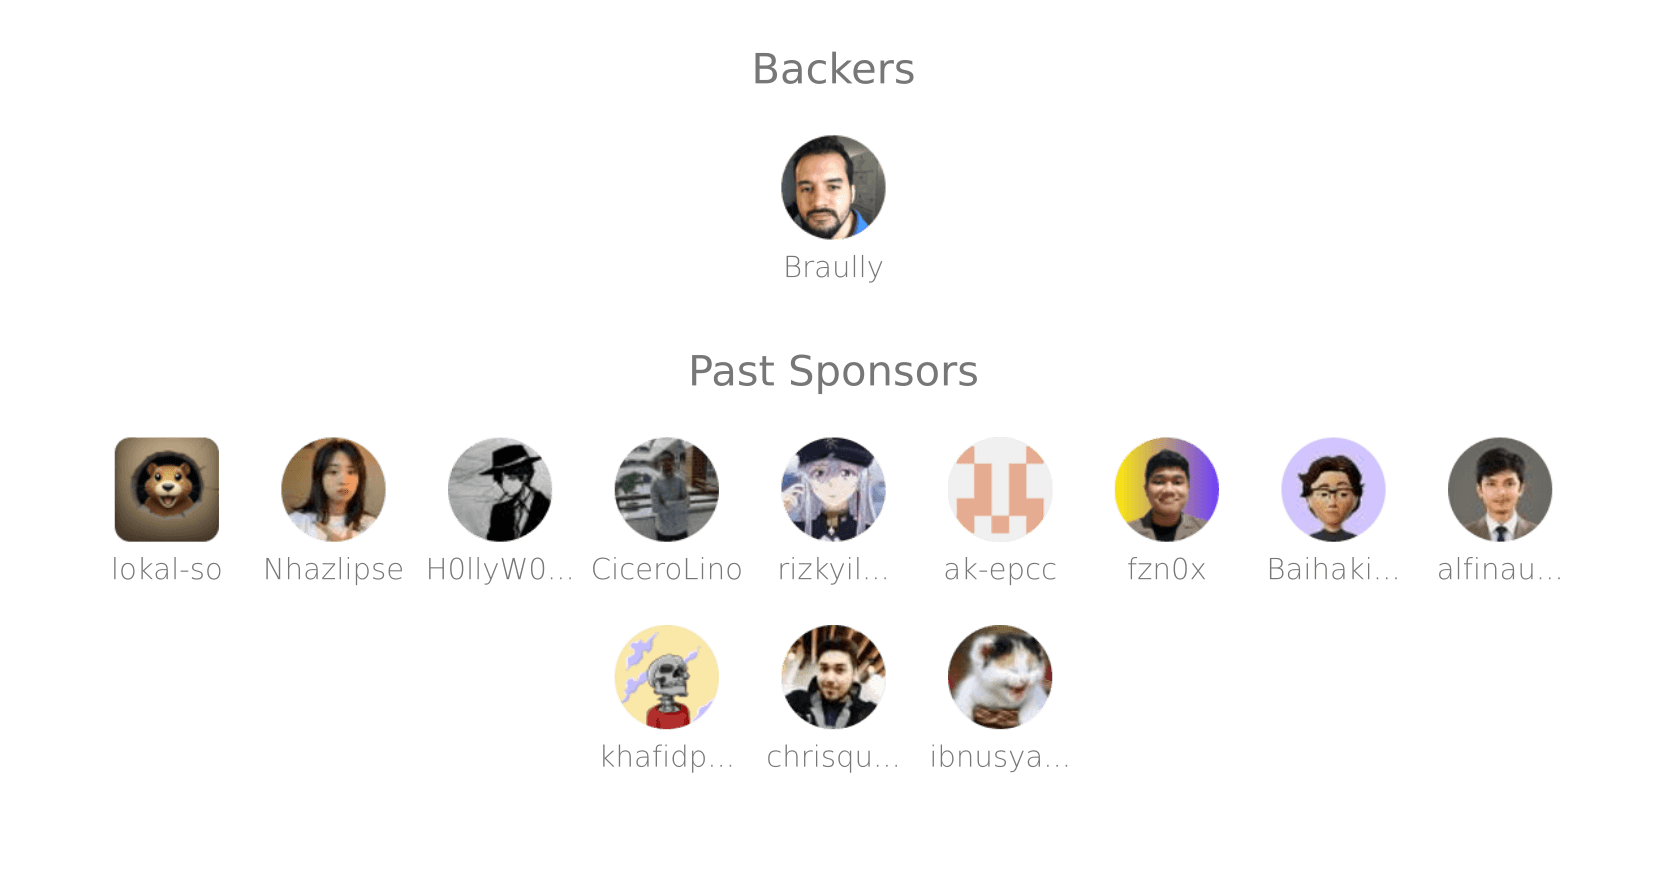 Backers
Braully
Past Sponsors
lokal-so Nhazlipse H0llyW0... CiceroLino rizkyil... ak-epcc fzn0x Baihaki... alfinau...
khafidp... chrisqu... ibnusya...